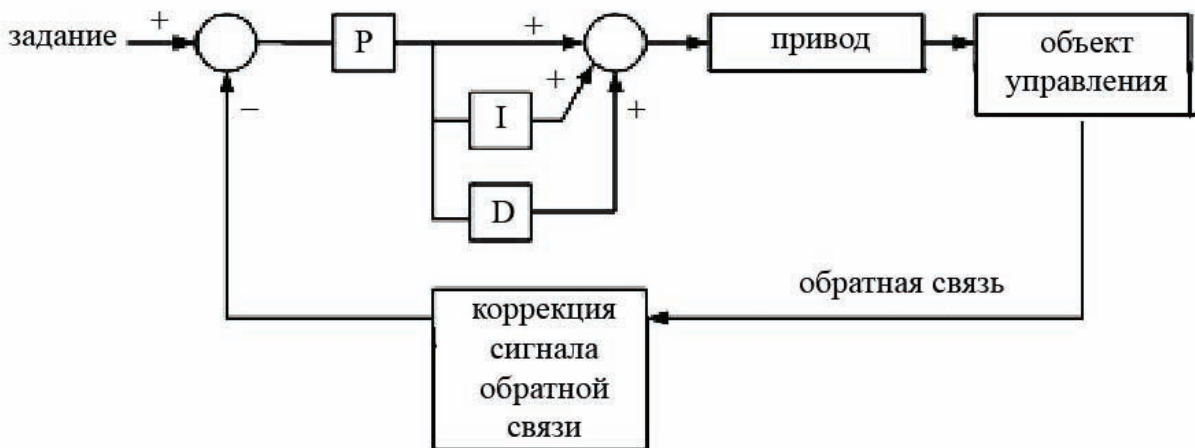 задание
+
−
P
+
I
+
D
+
привод
объект
управления
обратная связь
коррекция
сигнала
обратной
связи